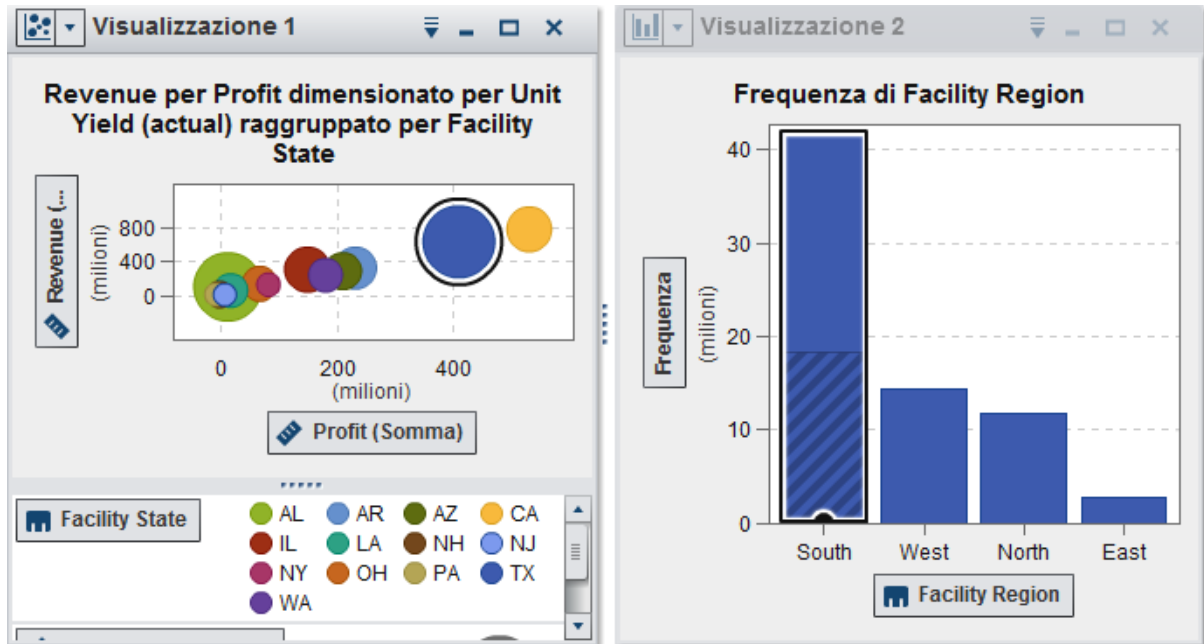 Visualizzazione 1
Revenue per Profit dimensionato per Unit
Yield (actual) raggruppato per Facility
State
Revenue (...
(milioni)
800
400
0
0 200 400
(milioni)
Profit (Somma)
Facility State
AL AR AZ CA
IL LA NH NJ
NY OH PA TX
WA
Visualizzazione 2
Frequenza di Facility Region
Frequenza
(milioni)
40
30
20
10
0
South West North East
Facility Region